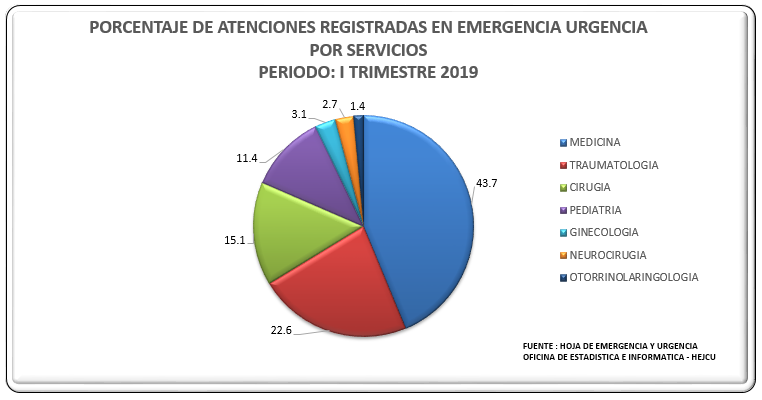 PORCENTAJE DE ATENCIONES REGISTRADAS EN EMERGENCIA URGENCIA
POR SERVICIOS
PERIODO: I TRIMESTRE 2019
43.7
22.6
15.1
11.4
3.1
2.7
1.4
MEDICINA
TRAUMATOLOGIA
CIRUGIA
PEDIATRIA
GINECOLOGIA
NEUROCIRUGIA
OTORRINOLARINGOLOGIA
FUENTE : HOJA DE EMERGENCIA Y URGENCIA
OFICINA DE ESTADISTICA E INFORMATICA - HEJCU